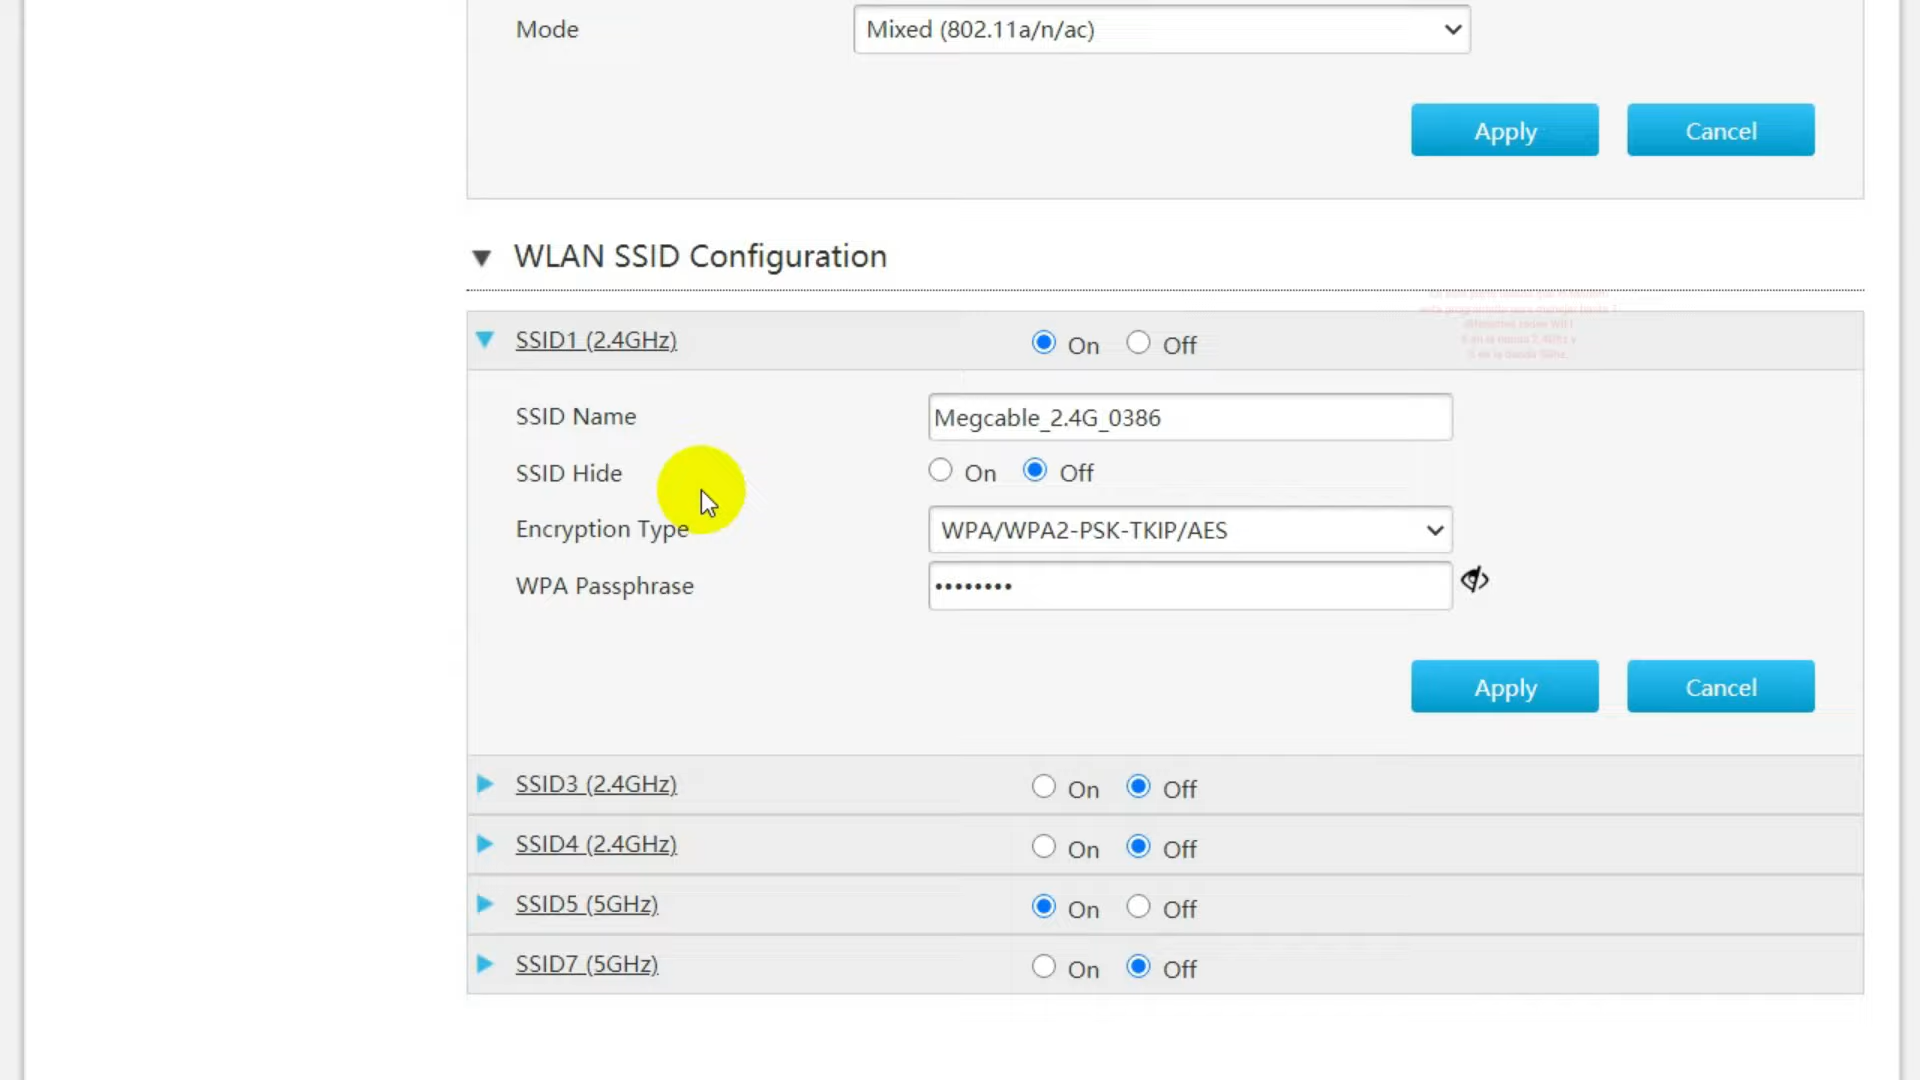 Mode Mixed (802.11a/n/ac)
Apply Cancel
WLAN SSID Configuration
SSID1 (2.4GHz) On Off
SSID Name Megcable_2.4G_0386
SSID Hide On Off
Encryption Type WPA/WPA2-PSK-TKIP/AES
WPA Passphrase ••••••••
Apply Cancel
SSID3 (2.4GHz) On Off
SSID4 (2.4GHz) On Off
SSID5 (5GHz) On Off
SSID7 (5GHz) On Off